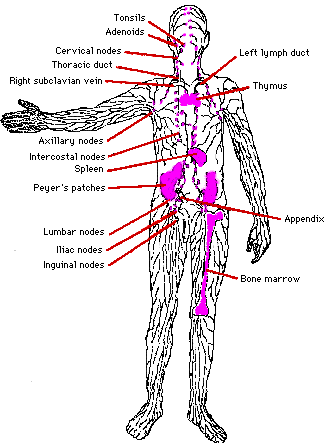 Tonsils
Adenoids
Cervical nodes
Thoracic duct
Right subclavian vein
Left lymph duct
Thymus
Axillary nodes
Intercostal nodes
Spleen
Peyer's patches
Appendix
Lumbar nodes
Iliac nodes
Inguinal nodes
Bone marrow